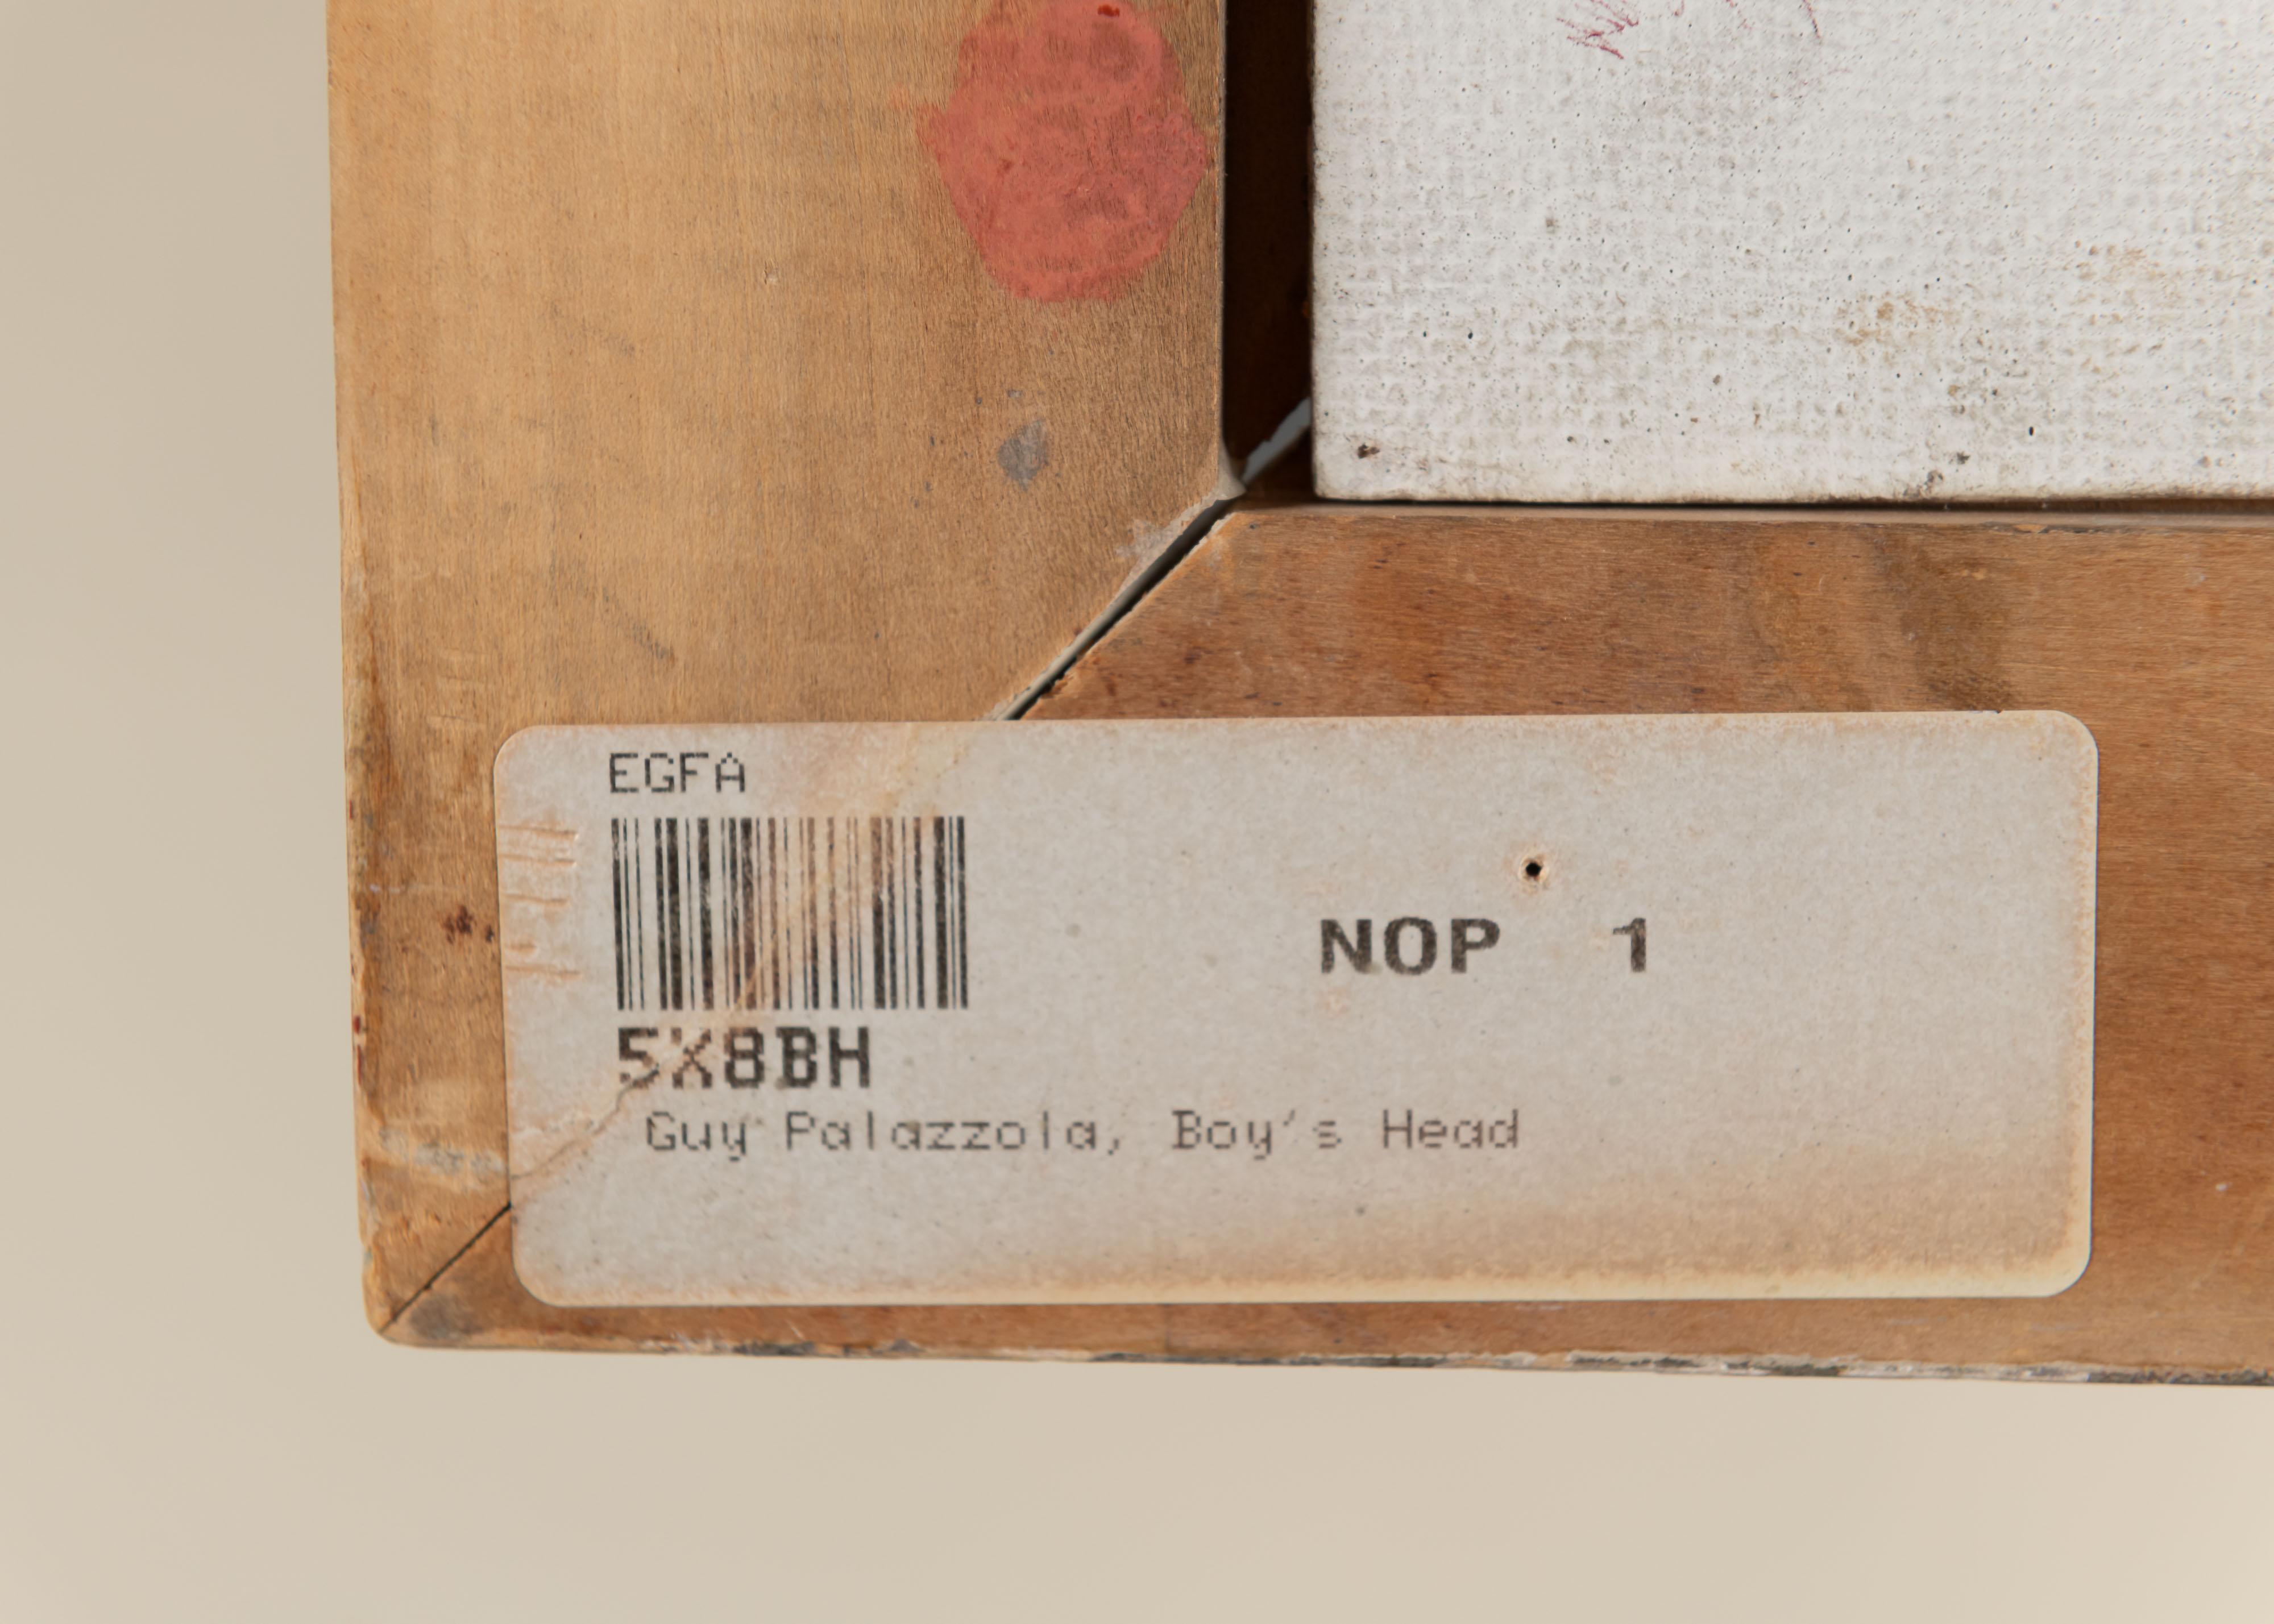 EGFA
NOP 1
5X8BH
Guy Palazzola, Boy's Head